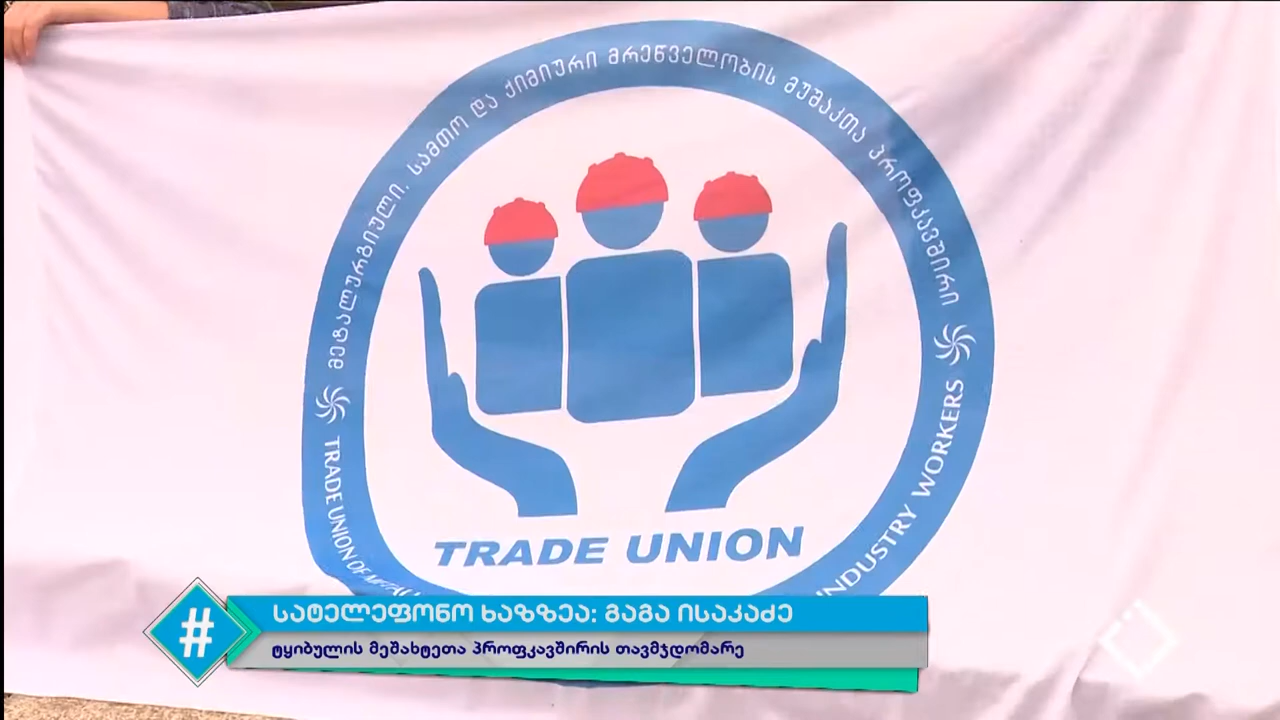 მეტალურგიული, სამთო და ქიმიური მრეწველობის მუშაკთა პროფკავშირი
TRADE UNION OF
INDUSTRY WORKERS
TRADE UNION
#
სატელეფონო ხაზზეა: გაგა ისაკაძე
ტყიბულის მეშახტეთა პროფკავშირის თავმჯდომარე